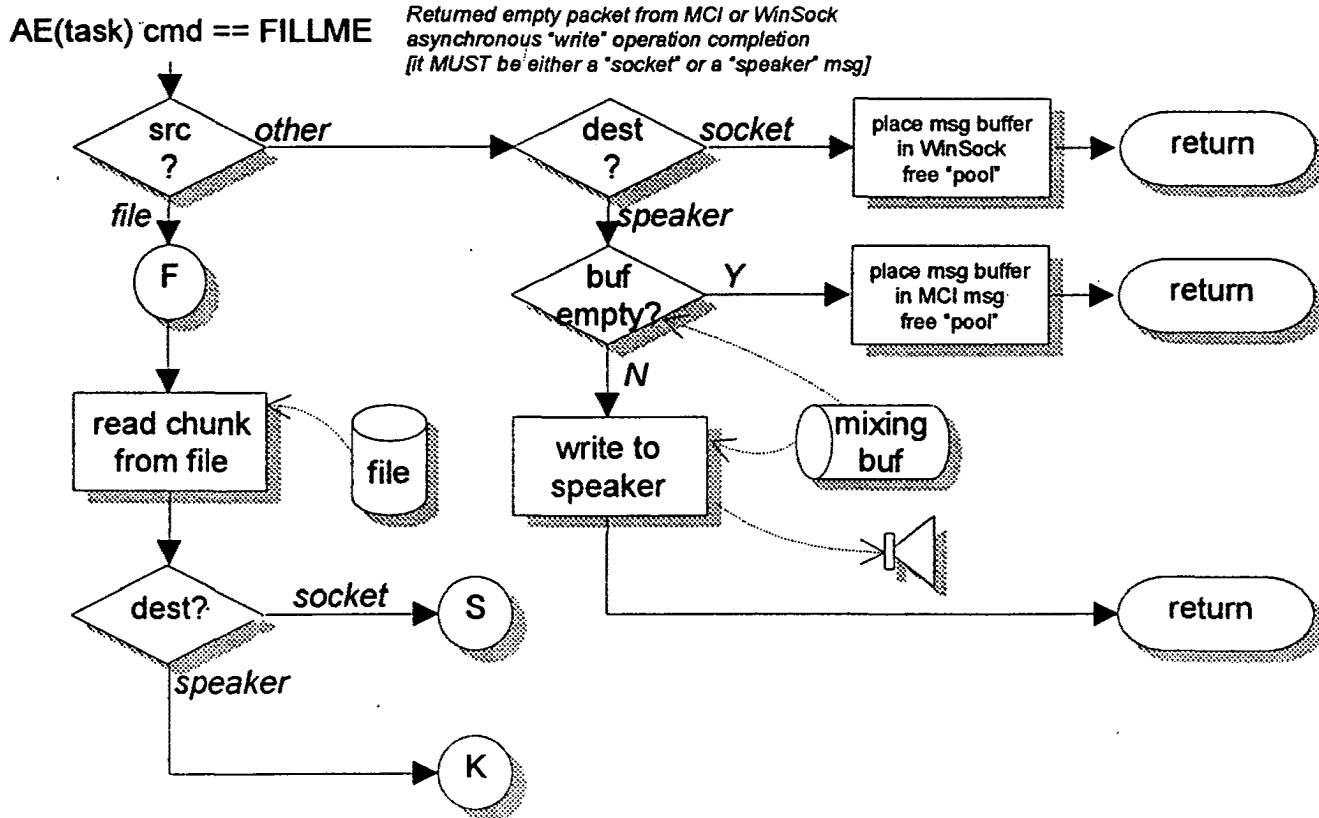 AE(task) cmd == FILLME
Returned empty packet from MCI or WinSock
asynchronous "write" operation completion
[it MUST be either a "socket" or a "speaker" msg]
src
?
other
dest
?
socket
place msg buffer
in WinSock
free "pool"
return
file
speaker
F
buf
empty?
Y
place msg buffer
in MCI msg
free "pool"
return
N
read chunk
from file
file
write to
speaker
mixing
buf
dest?
socket
S
return
speaker
K